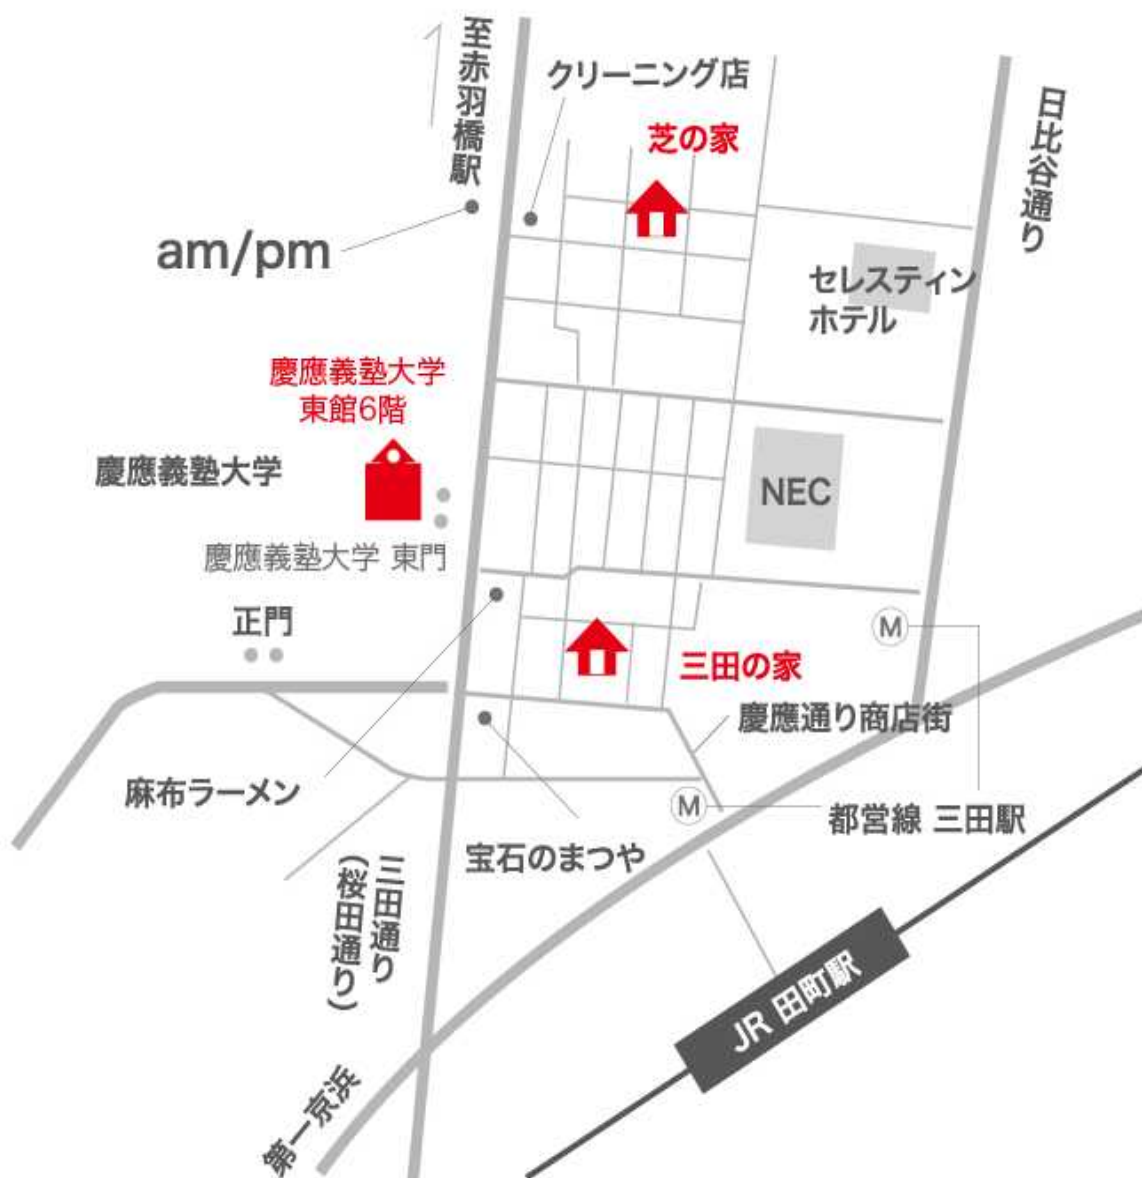 至赤羽橋駅
クリーニング店
芝の家
日比谷通り
am/pm
セレスティン
ホテル
慶應義塾大学
東館6階
慶應義塾大学
NEC
慶應義塾大学 東門
正門
M
三田の家
慶應通り商店街
麻布ラーメン
M
都営線 三田駅
宝石のまつや
三田通り
(桜田通り)
JR 田町駅
第一京浜